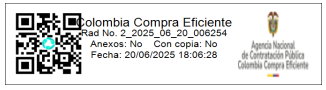 Colombia Compra Eficiente
Rad No. 2_2025_06_20_006254
Anexos: No Con copia: No
Fecha: 20/06/2025 18:06:28
Agencia Nacional
de Contratación Pública
Colombia Compra Eficiente